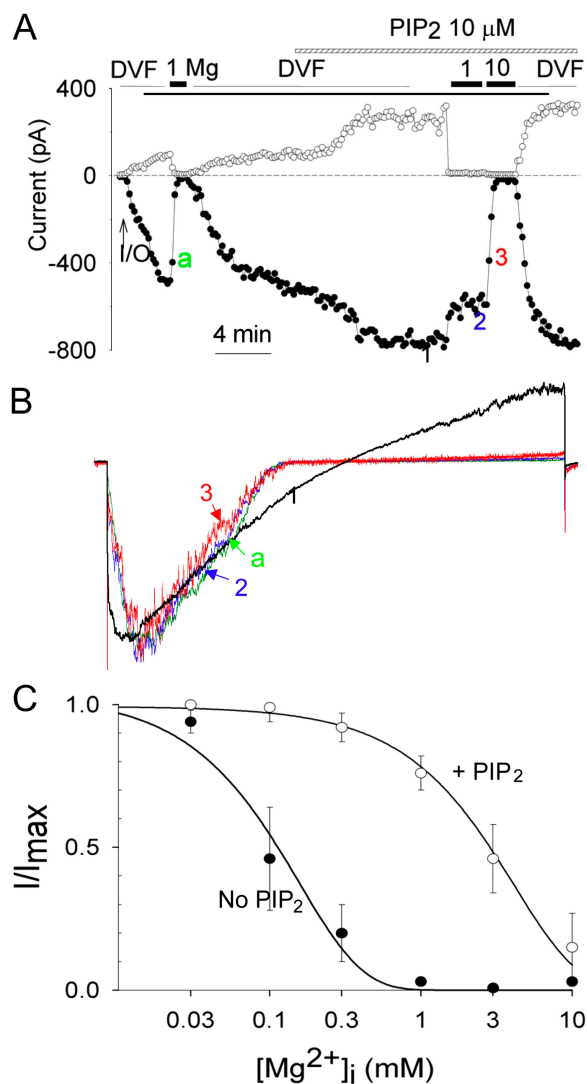 A
PIP2 10 μM
DVF 1 Mg DVF 1 10 DVF
400
0
-400
-800
Current (pA)
I/O
a
3
2
1
4 min
B
3
1
a
2
C
1.0
0.5
0.0
I/Imax
+ PIP2
No PIP2
0.03 0.1 0.3 1 3 10
[Mg2+]i (mM)